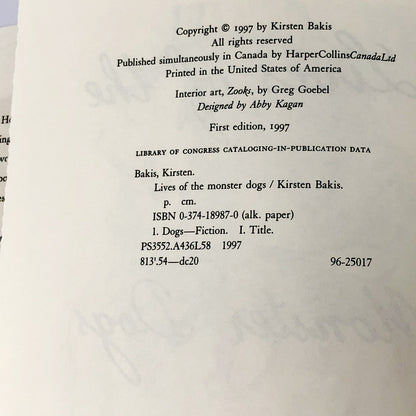 Copyright © 1997 by Kirsten Bakis
All rights reserved
Published simultaneously in Canada by HarperCollinsCanadaLtd
Printed in the United States of America
Interior art, Zooks, by Greg Goebel
Designed by Abby Kagan
First edition, 1997
LIBRARY OF CONGRESS CATALOGING-IN-PUBLICATION DATA
Bakis, Kirsten.
Lives of the monster dogs / Kirsten Bakis.
p. cm.
ISBN 0-374-18987-0 (alk. paper)
1. Dogs—Fiction. I. Title.
PS3552.A436L58 1997
813'.54—dc20 96-25017
Monster Dogs